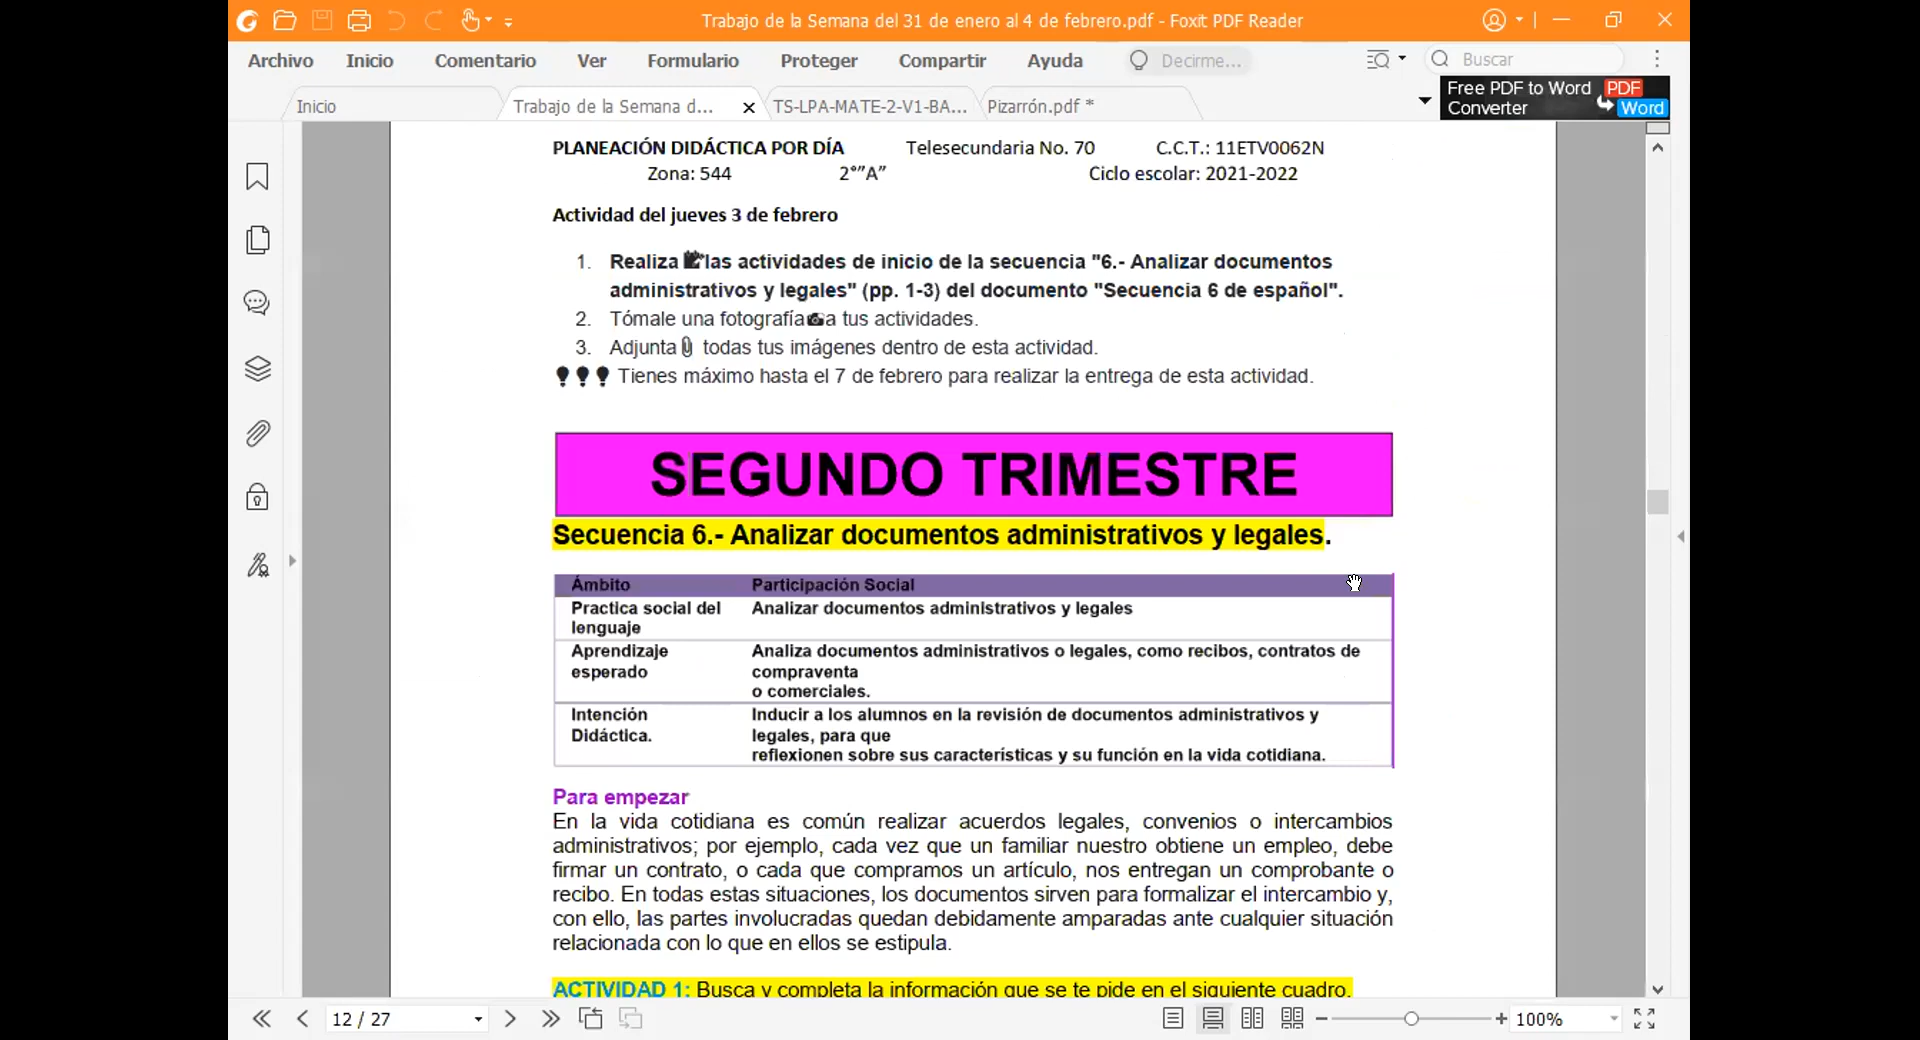 Trabajo de la Semana del 31 de enero al 4 de febrero.pdf - Foxit PDF Reader
Archivo Inicio Comentario Ver Formulario Proteger Compartir Ayuda Decirme... Buscar
Inicio Trabajo de la Semana d... TS-LPA-MATE-2-V1-BA... Pizarrón.pdf *
Free PDF to Word PDF
Converter Word
PLANEACIÓN DIDÁCTICA POR DÍA Telesecundaria No. 70 C.C.T.: 11ETV0062N
Zona: 544 2°”A” Ciclo escolar: 2021-2022
Actividad del jueves 3 de febrero
1. Realiza las actividades de inicio de la secuencia "6.- Analizar documentos
administrativos y legales" (pp. 1-3) del documento "Secuencia 6 de español".
2. Tómale una fotografía a tus actividades.
3. Adjunta todas tus imágenes dentro de esta actividad.
Tienes máximo hasta el 7 de febrero para realizar la entrega de esta actividad.
SEGUNDO TRIMESTRE
Secuencia 6.- Analizar documentos administrativos y legales.
Ámbito Participación Social
Practica social del Analizar documentos administrativos y legales
lenguaje
Aprendizaje Analiza documentos administrativos o legales, como recibos, contratos de
esperado compraventa
o comerciales.
Intención Inducir a los alumnos en la revisión de documentos administrativos y
Didáctica. legales, para que
reflexionen sobre sus características y su función en la vida cotidiana.
Para empezar
En la vida cotidiana es común realizar acuerdos legales, convenios o intercambios
administrativos; por ejemplo, cada vez que un familiar nuestro obtiene un empleo, debe
firmar un contrato, o cada que compramos un artículo, nos entregan un comprobante o
recibo. En todas estas situaciones, los documentos sirven para formalizar el intercambio y,
con ello, las partes involucradas quedan debidamente amparadas ante cualquier situación
relacionada con lo que en ellos se estipula.
ACTIVIDAD 1: Busca y completa la información que se te pide en el siguiente cuadro.
12 / 27 100%